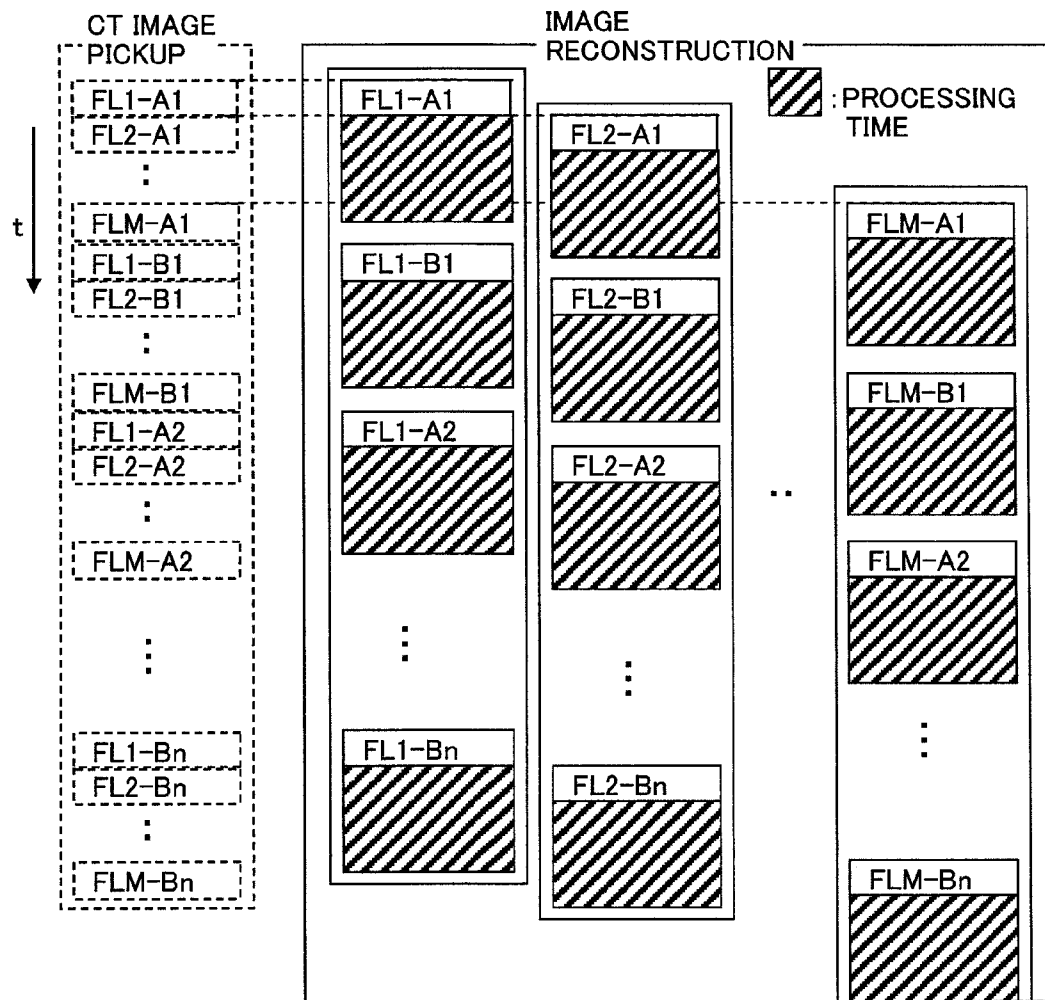 CT IMAGE
PICKUP
FL1-A1
FL2-A1
⋮
FLM-A1
FL1-B1
FL2-B1
⋮
FLM-B1
FL1-A2
FL2-A2
⋮
FLM-A2
⋮
FL1-Bn
FL2-Bn
⋮
FLM-Bn
t
IMAGE
RECONSTRUCTION
: PROCESSING
TIME
FL1-A1
FL1-B1
FL1-A2
⋮
FL1-Bn
FL2-A1
FL2-B1
FL2-A2
⋮
FL2-Bn
‥
FLM-A1
FLM-B1
FLM-A2
⋮
FLM-Bn